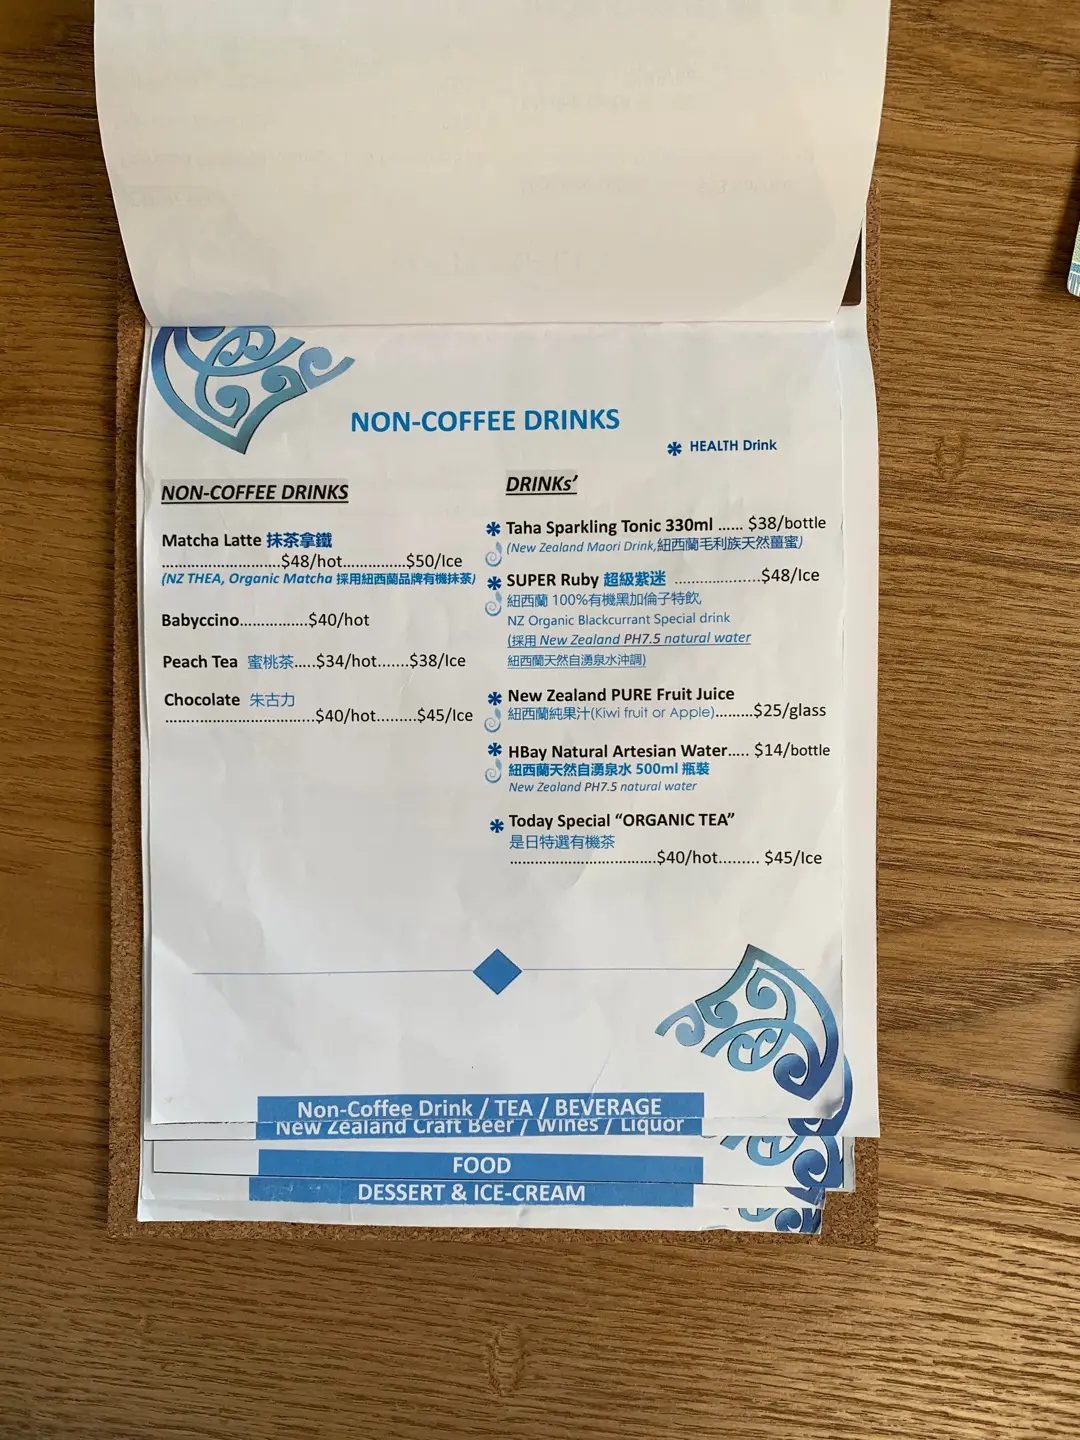 NON-COFFEE DRINKS
* HEALTH Drink
NON-COFFEE DRINKS
Matcha Latte 抹茶拿鐵
.........................$48/hot..............$50/Ice
(NZ THEA, Organic Matcha 採用紐西蘭品牌有機抹茶)
Babyccino................$40/hot
Peach Tea 蜜桃茶.....$34/hot.......$38/Ice
Chocolate 朱古力
................................$40/hot.........$45/Ice
DRINKs’
* Taha Sparkling Tonic 330ml ...... $38/bottle
(New Zealand Maori Drink,紐西蘭毛利族天然薑蜜)
* SUPER Ruby 超級紫迷 ....................$48/Ice
紐西蘭 100%有機黑加倫子特飲,
NZ Organic Blackcurrant Special drink
(採用 New Zealand PH7.5 natural water
紐西蘭天然自湧泉水沖調)
* New Zealand PURE Fruit Juice
紐西蘭純果汁(Kiwi fruit or Apple).........$25/glass
* HBay Natural Artesian Water..... $14/bottle
紐西蘭天然自湧泉水 500ml 瓶裝
New Zealand PH7.5 natural water
* Today Special “ORGANIC TEA”
是日特選有機茶
.................................$40/hot......... $45/Ice
Non-Coffee Drink / TEA / BEVERAGE
New Zealand Craft Beer / Wines / Liquor
FOOD
DESSERT & ICE-CREAM